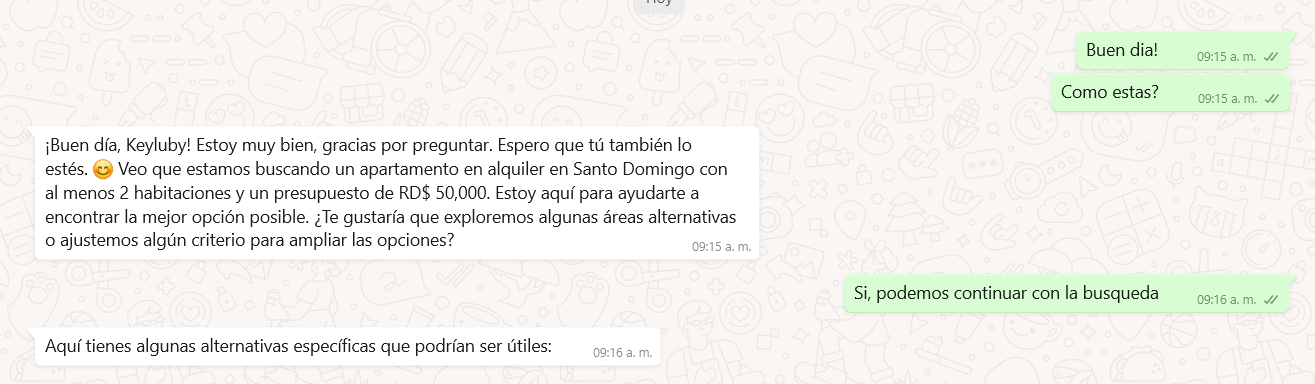 Hoy
Buen dia!
09:15 a. m.
Como estas?
09:15 a. m.
¡Buen día, Keyluby! Estoy muy bien, gracias por preguntar. Espero que tú también lo
estés. 😊 Veo que estamos buscando un apartamento en alquiler en Santo Domingo con
al menos 2 habitaciones y un presupuesto de RD$ 50,000. Estoy aquí para ayudarte a
encontrar la mejor opción posible. ¿Te gustaría que exploremos algunas áreas alternativas
o ajustemos algún criterio para ampliar las opciones?
09:15 a. m.
Si, podemos continuar con la busqueda
09:16 a. m.
Aquí tienes algunas alternativas específicas que podrían ser útiles:
09:16 a. m.